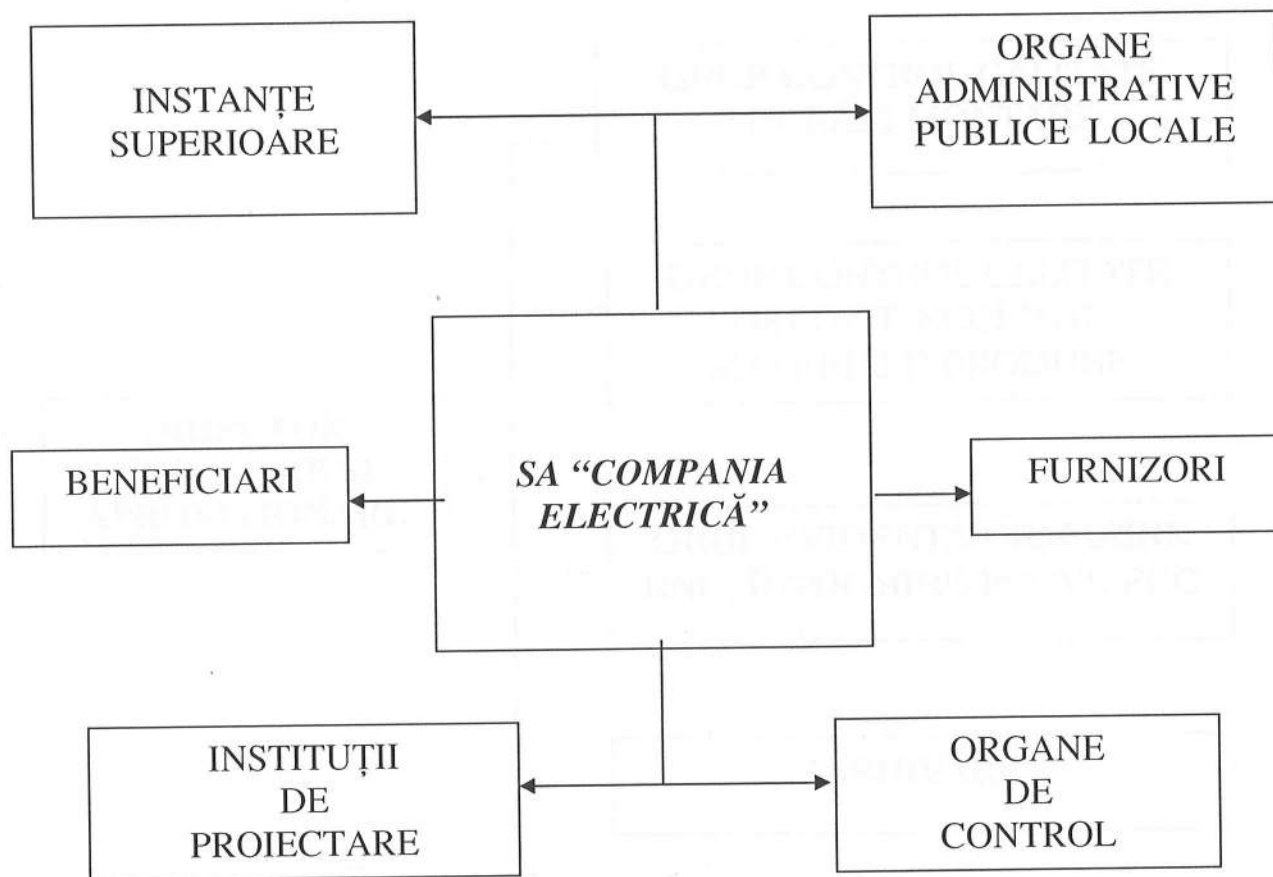 INSTANȚE
SUPERIOARE
ORGANE
ADMINISTRATIVE
PUBLICE LOCALE
BENEFICIARI
SA “COMPANIA
ELECTRICĂ”
FURNIZORI
INSTITUȚII
DE
PROIECTARE
ORGANE
DE
CONTROL